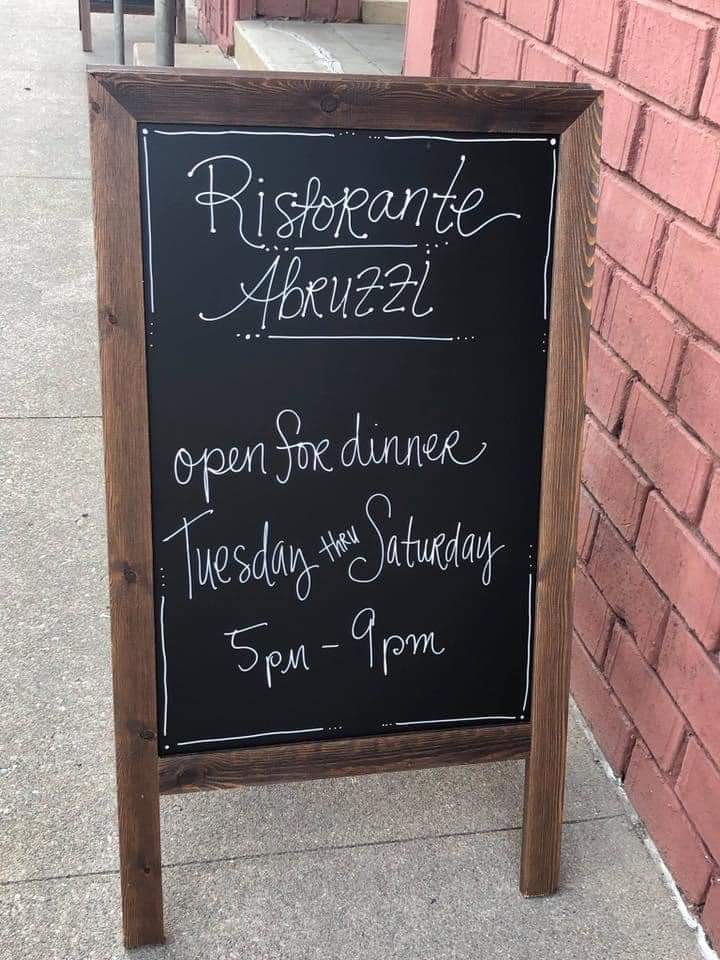 Ristorante
Abruzzi
open for dinner
Tuesday thru Saturday
5pm - 9pm